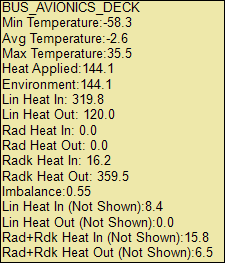 BUS_AVIONICS_DECK
Min Temperature:-58.3
Avg Temperature:-2.6
Max Temperature:35.5
Heat Applied:144.1
Environment:144.1
Lin Heat In: 319.8
Lin Heat Out: 120.0
Rad Heat In: 0.0
Rad Heat Out: 0.0
Radk Heat In: 16.2
Radk Heat Out: 359.5
Imbalance:0.55
Lin Heat In (Not Shown):8.4
Lin Heat Out (Not Shown):0.0
Rad+Rdk Heat In (Not Shown):15.8
Rad+Rdk Heat Out (Not Shown):6.5